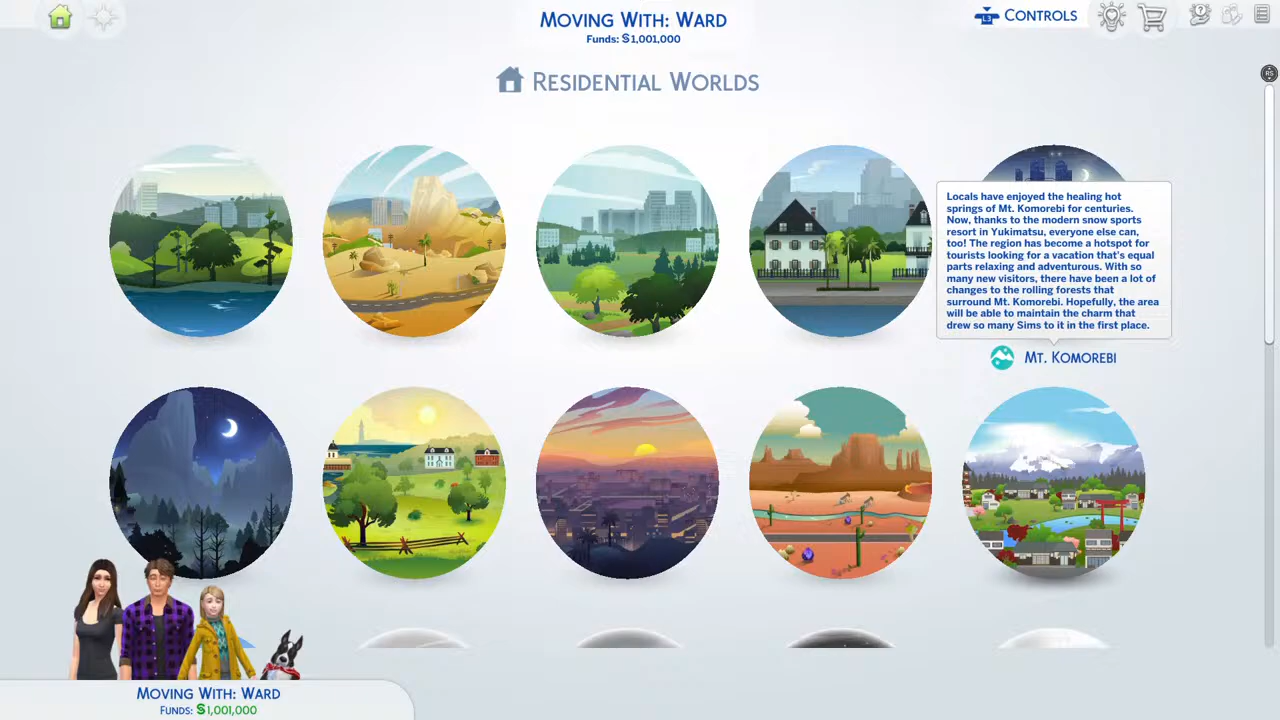 MOVING WITH: WARD
Funds: §1,001,000
L3 CONTROLS
RESIDENTIAL WORLDS
RS
Locals have enjoyed the healing hot
springs of Mt. Komorebi for centuries.
Now, thanks to the modern snow sports
resort in Yukimatsu, everyone else can,
too! The region has become a hotspot for
tourists looking for a vacation that's equal
parts relaxing and adventurous. With so
many new visitors, there have been a lot of
changes to the rolling forests that
surround Mt. Komorebi. Hopefully, the area
will be able to maintain the charm that
drew so many Sims to it in the first place.
MT. KOMOREBI
MOVING WITH: WARD
FUNDS: §1,001,000